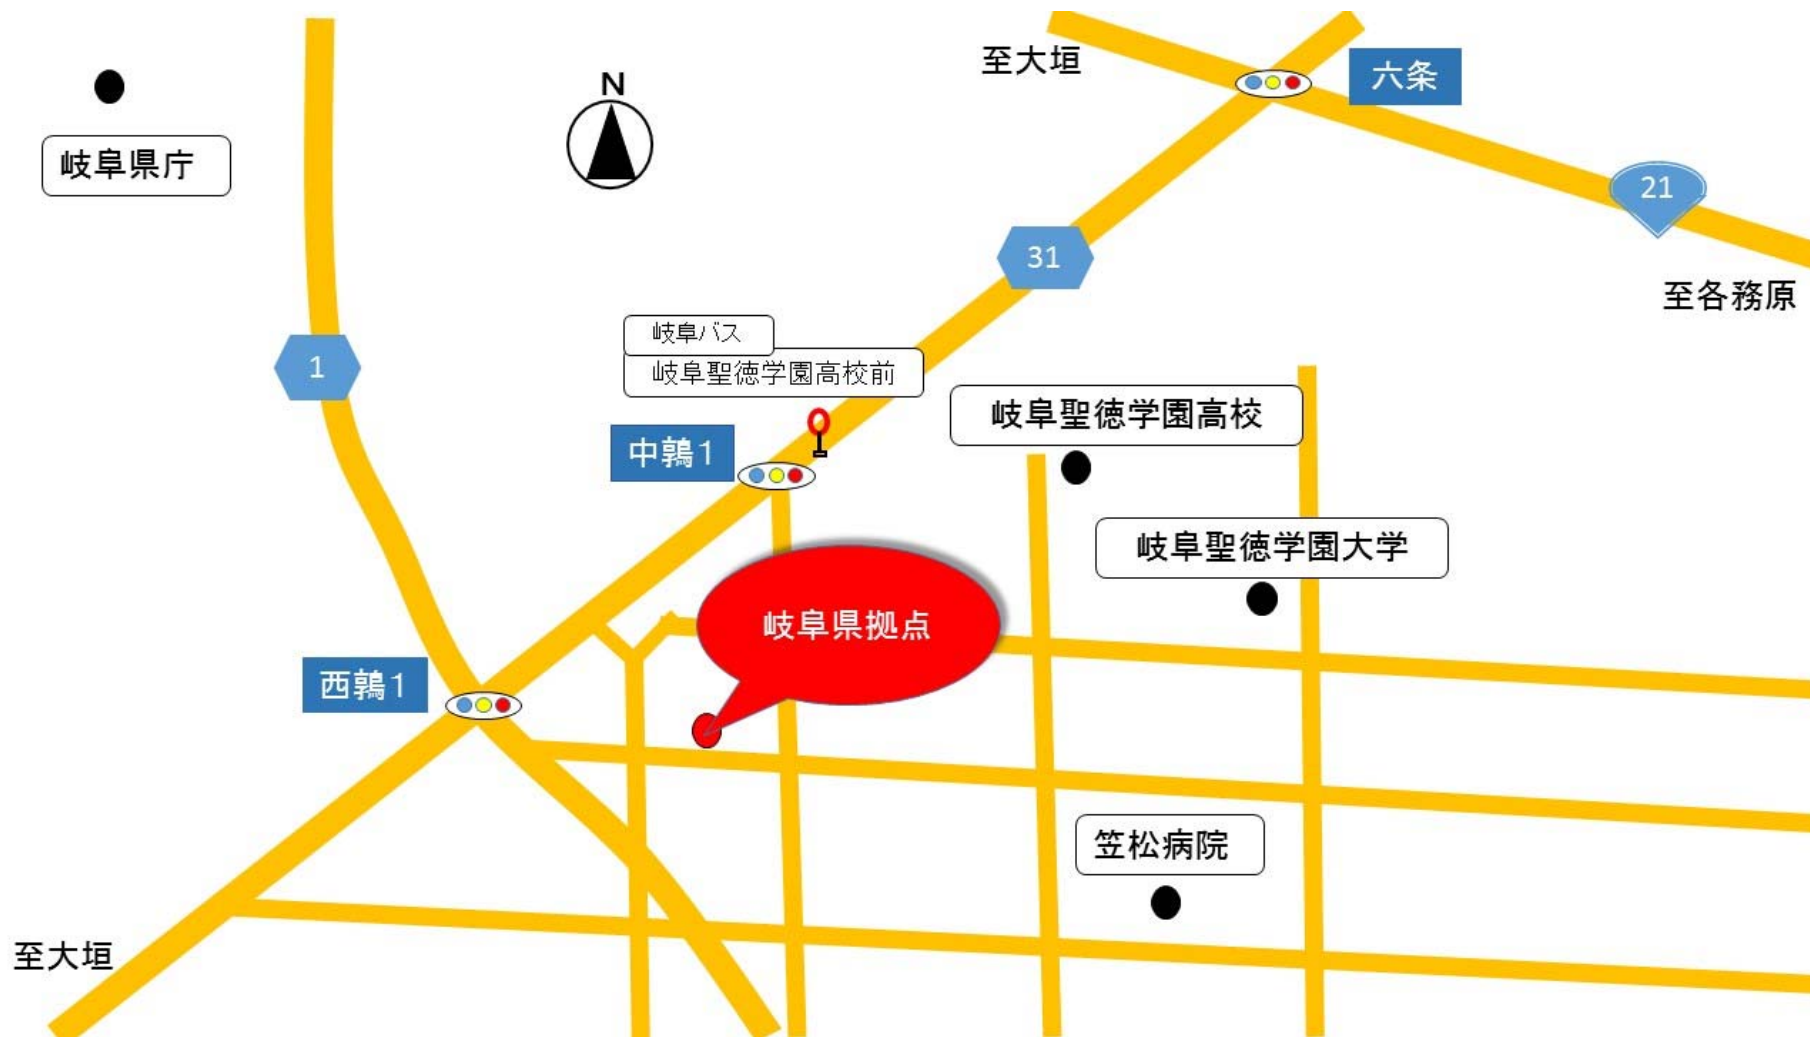 至大垣
六条
N
岐阜県庁
21
31
至各務原
岐阜バス
1
岐阜聖徳学園高校前
岐阜聖徳学園高校
中鶉1
岐阜聖徳学園大学
岐阜県拠点
西鶉1
笠松病院
至大垣